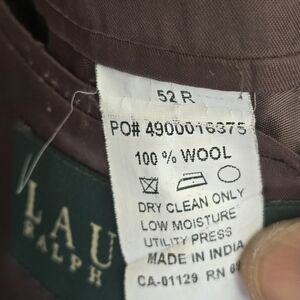 52 R
PO# 4900016375
100 % WOOL
DRY CLEAN ONLY
LOW MOISTURE
UTILITY PRESS
MADE IN INDIA
CA-01129 RN
LAU
RALPH